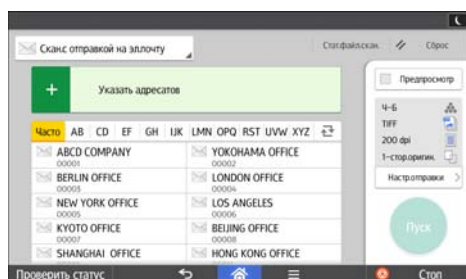 Скан.с отправкой на эл.почту
Стат.файл.скан.
Сброс
Указать адресатов
Предпросмотр
Ч-Б
TIFF
200 dpi
1-стор.оригин.
Настр.отправки
Пуск
Часто AB CD EF GH IJK LMN OPQ RST UVW XYZ
ABCD COMPANY
00001
YOKOHAMA OFFICE
00002
BERLIN OFFICE
00003
LONDON OFFICE
00004
NEW YORK OFFICE
00005
LOS ANGELES
00006
KYOTO OFFICE
00007
BEIJING OFFICE
00008
SHANGHAI OFFICE
HONG KONG OFFICE
Проверить статус
Стоп